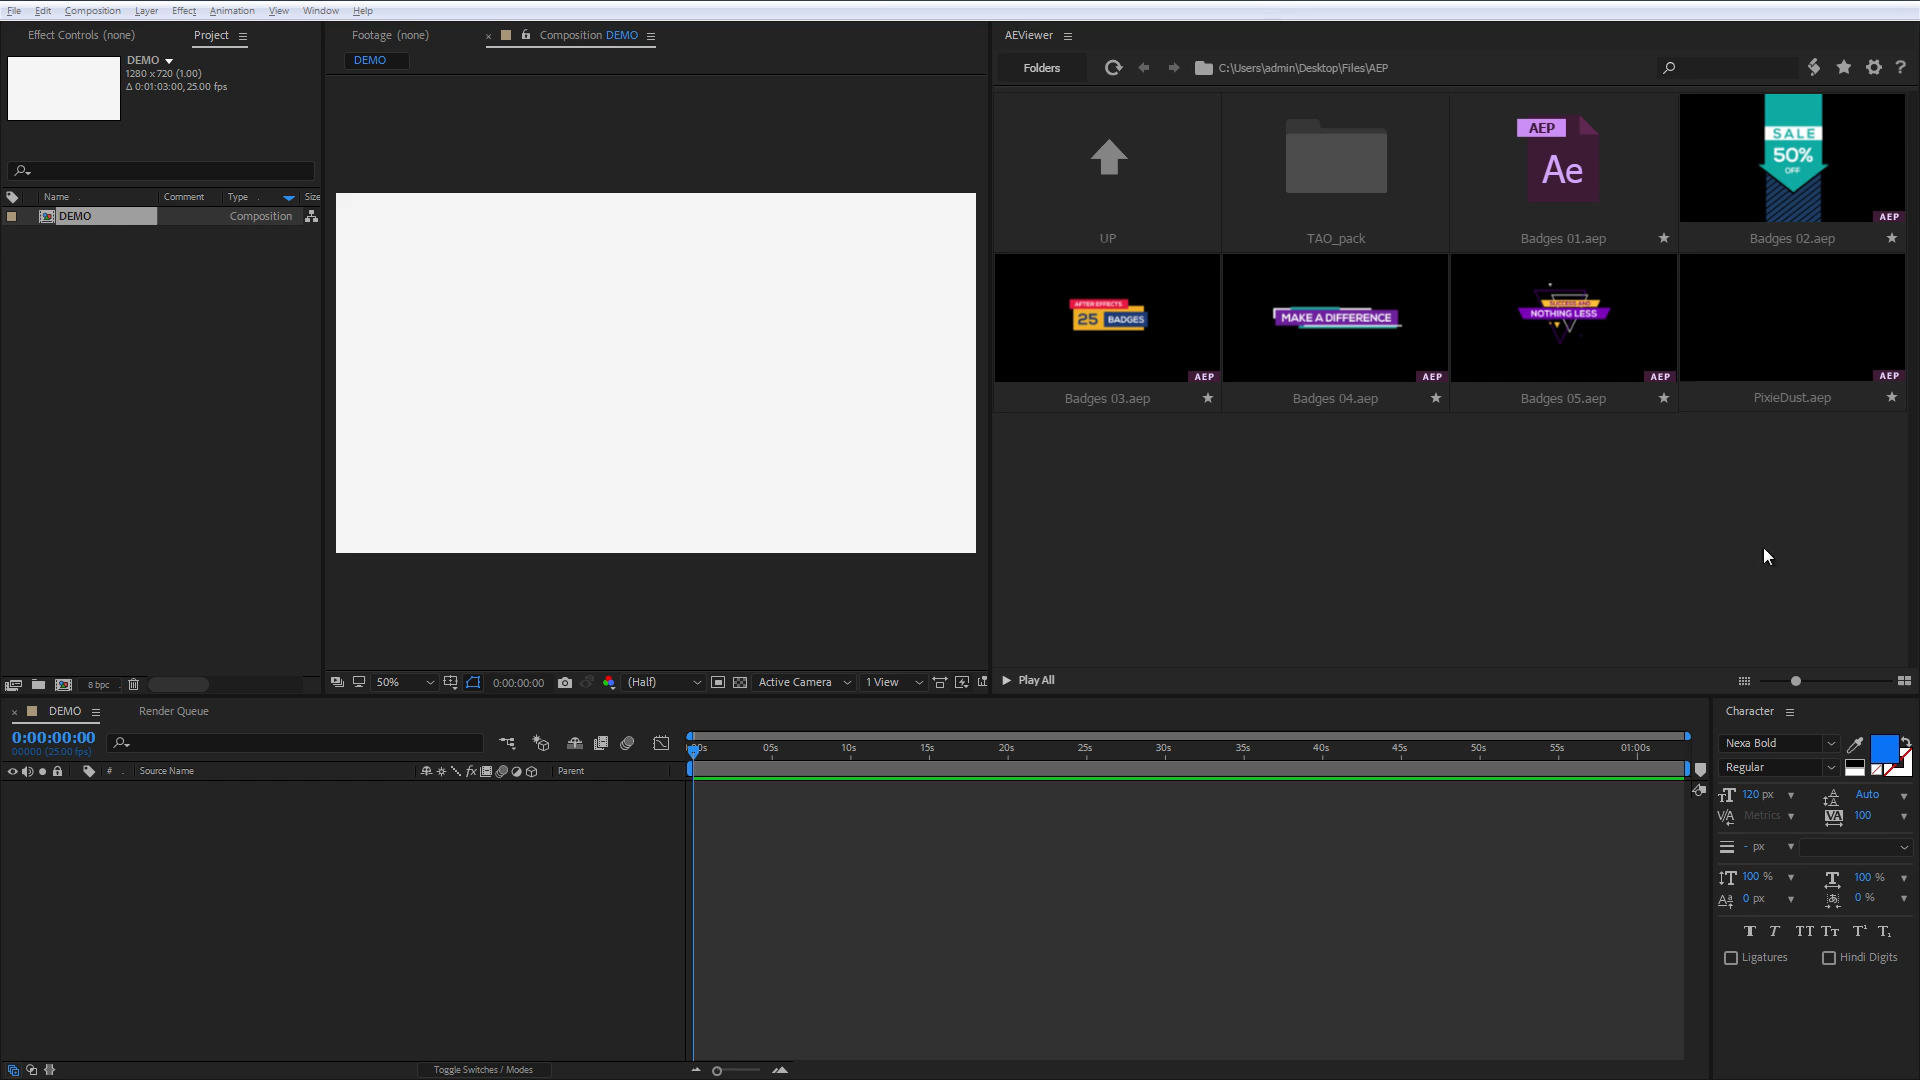 File Edit Composition Layer Effect Animation View Window Help
Effect Controls (none) Project
Footage (none) Composition DEMO
AEViewer
DEMO
1280 x 720 (1.00)
Δ 0:01:03:00, 25.00 fps
DEMO
Folders C:\Users\admin\Desktop\Files\AEP ?
Name Comment Type Size
DEMO Composition
UP
TAO_pack
AEP
Ae
Badges 01.aep
SALE
50%
OFF
AEP
Badges 02.aep
AFTER EFFECTS
25 BADGES
AEP
Badges 03.aep
MAKE A DIFFERENCE
AEP
Badges 04.aep
SUCCESS AND
NOTHING LESS
AEP
Badges 05.aep
AEP
PixieDust.aep
8 bpc
50% 0:00:00:00 (Half) Active Camera 1 View
Play All
DEMO Render Queue
0:00:00:00
00000 (25.00 fps)
# Source Name Parent
05s 10s 15s 20s 25s 30s 35s 40s 45s 50s 55s 01:00s
Toggle Switches / Modes
Character
Nexa Bold
Regular
120 px Auto
Metrics 100
- px
100 % 100 %
0 px 0 %
T T TT Tт T¹ T₁
Ligatures Hindi Digits